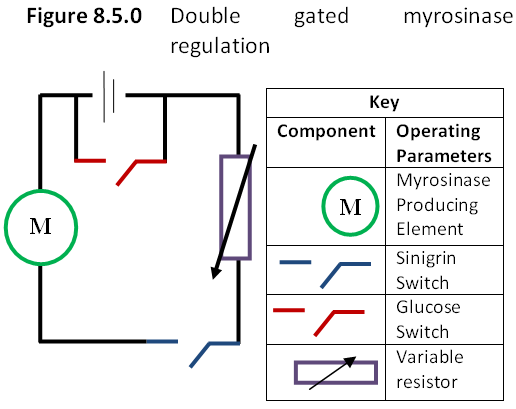 Figure 8.5.0 Double gated myrosinase
regulation
M
Key
Component Operating
Parameters
M Myrosinase
Producing
Element
Sinigrin
Switch
Glucose
Switch
Variable
resistor